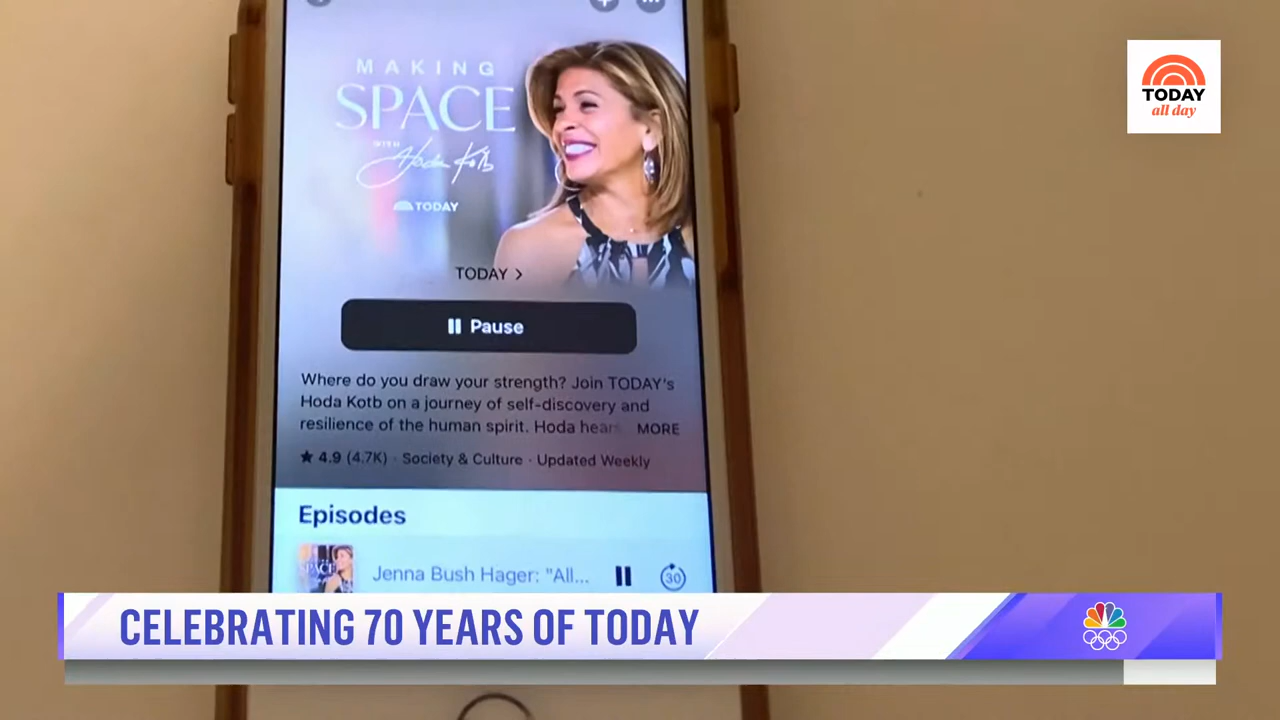 MAKING
SPACE
WITH
Hoda Kotb
TODAY
TODAY >
Pause
Where do you draw your strength? Join TODAY's
Hoda Kotb on a journey of self-discovery and
resilience of the human spirit. Hoda hears MORE
★ 4.9 (4.7K) · Society & Culture · Updated Weekly
Episodes
SPACE
Jenna Bush Hager: "All...
30
TODAY
all day
CELEBRATING 70 YEARS OF TODAY